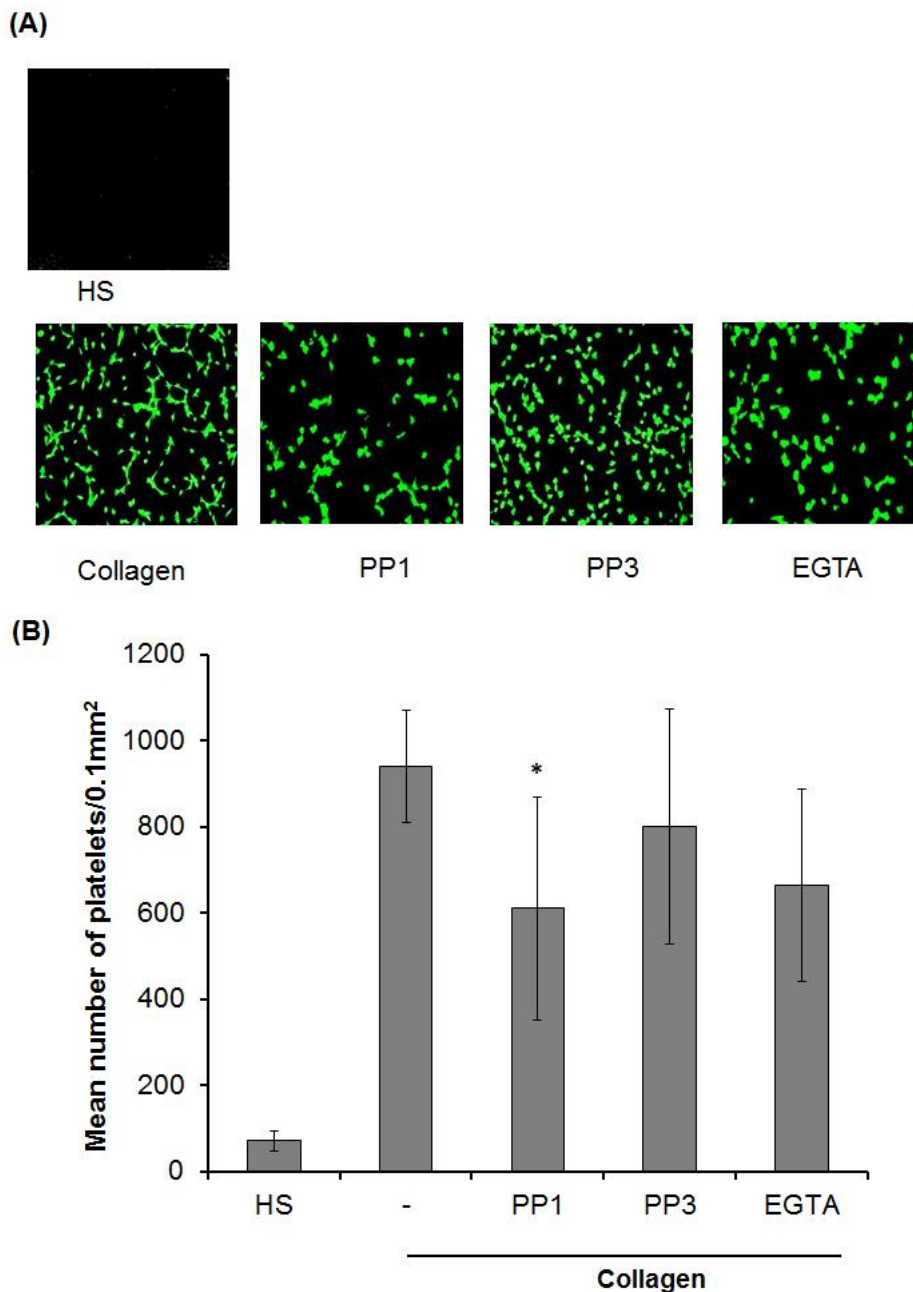 (A)
HS
Collagen PP1 PP3 EGTA
(B)
Mean number of platelets/0.1mm²
1200
1000
800
600
400
200
0
*
HS - PP1 PP3 EGTA
Collagen